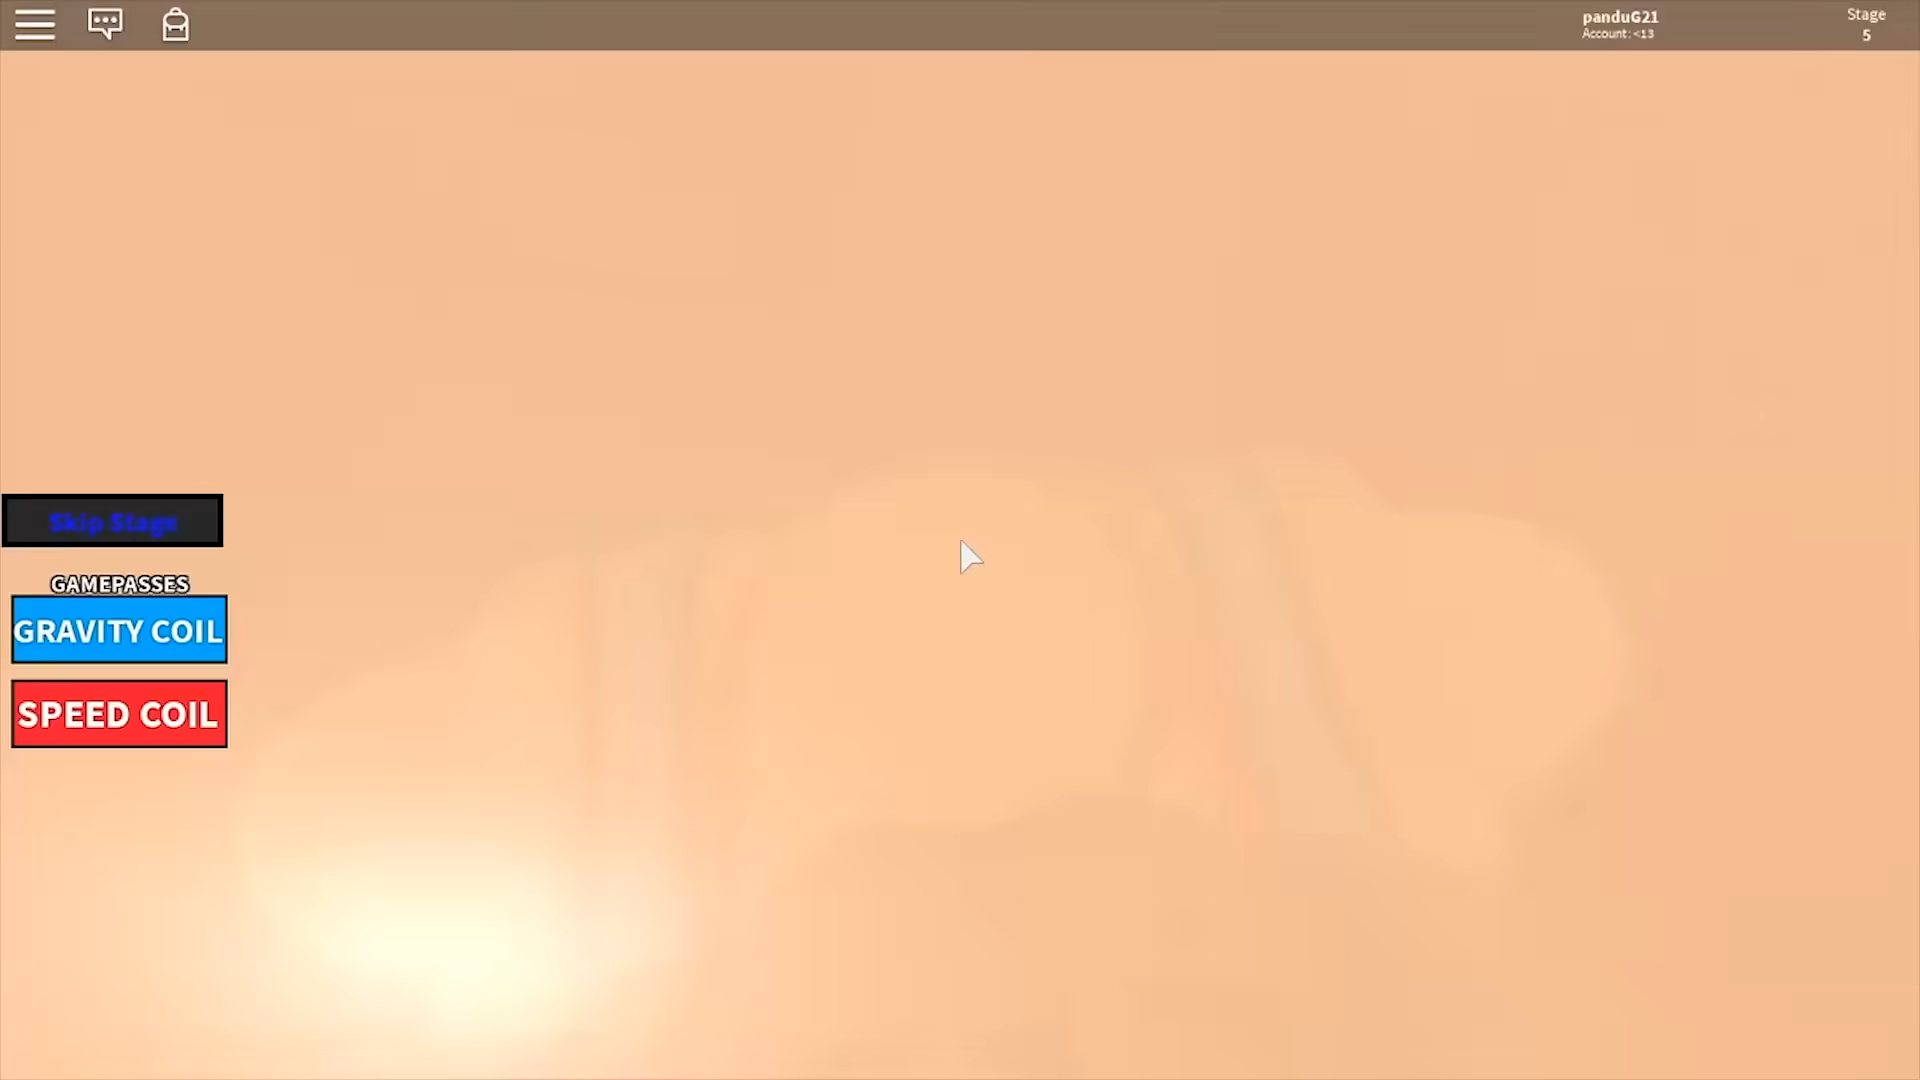 panduG21
Account: <13
Stage
5
Skip Stage
GAMEPASSES
GRAVITY COIL
SPEED COIL